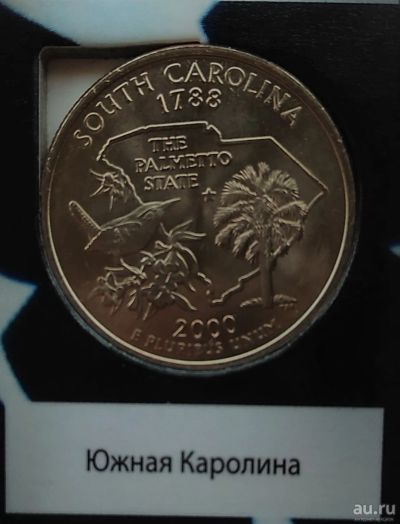 SOUTH CAROLINA
1788
THE
PALMETTO
STATE
2000
E PLURIBUS UNUM
Южная Каролина
au.ru